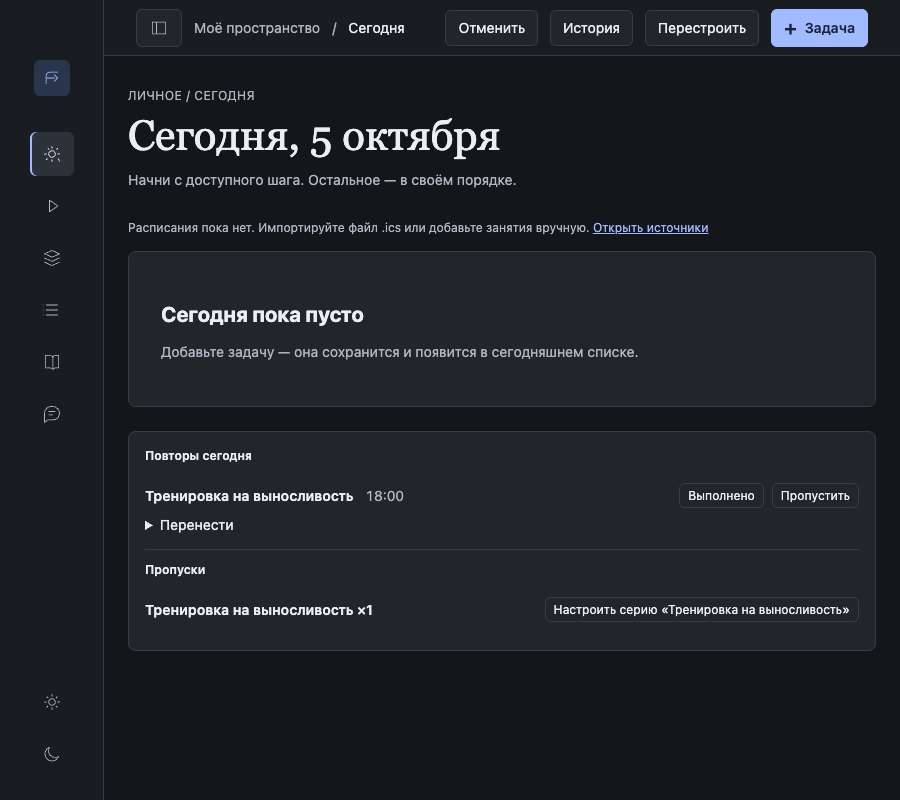 Моё пространство / Сегодня
Отменить
История
Перестроить
+ Задача
ЛИЧНОЕ / СЕГОДНЯ
Сегодня, 5 октября
Начни с доступного шага. Остальное — в своём порядке.
Расписания пока нет. Импортируйте файл .ics или добавьте занятия вручную. Открыть источники
Сегодня пока пусто
Добавьте задачу — она сохранится и появится в сегодняшнем списке.
Повторы сегодня
Тренировка на выносливость 18:00
Выполнено
Пропустить
Перенести
Пропуски
Тренировка на выносливость ×1
Настроить серию «Тренировка на выносливость»